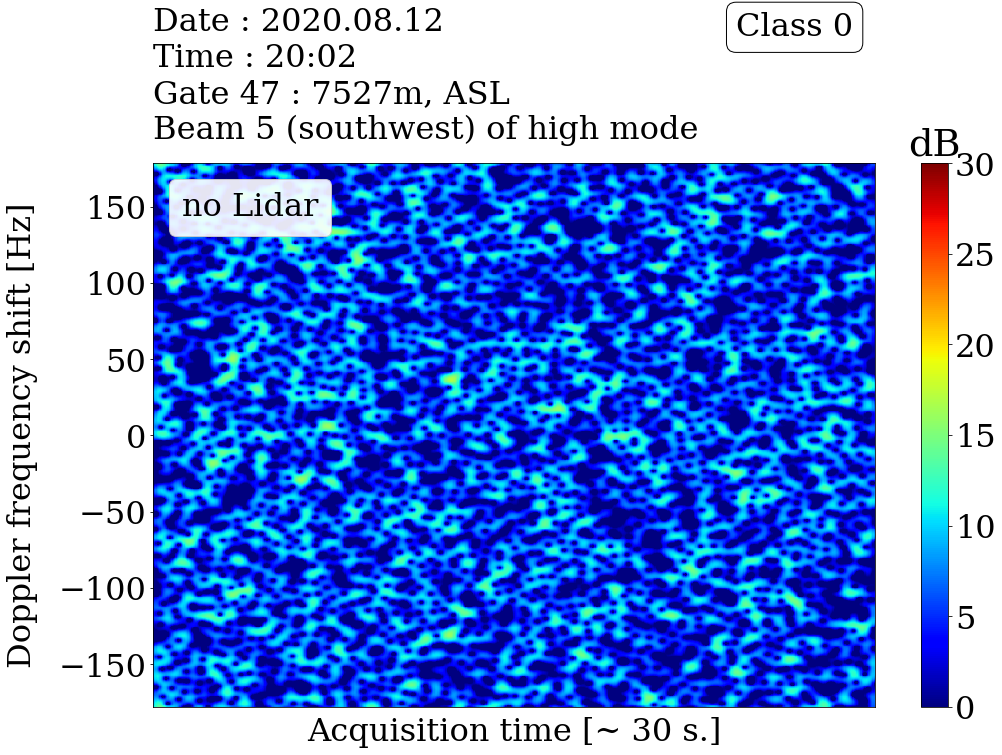 Date : 2020.08.12
Time : 20:02
Gate 47 : 7527m, ASL
Beam 5 (southwest) of high mode
Class 0
dB
no Lidar
Doppler frequency shift [Hz]
150
100
50
0
−50
−100
−150
30
25
20
15
10
5
0
Acquisition time [~ 30 s.]